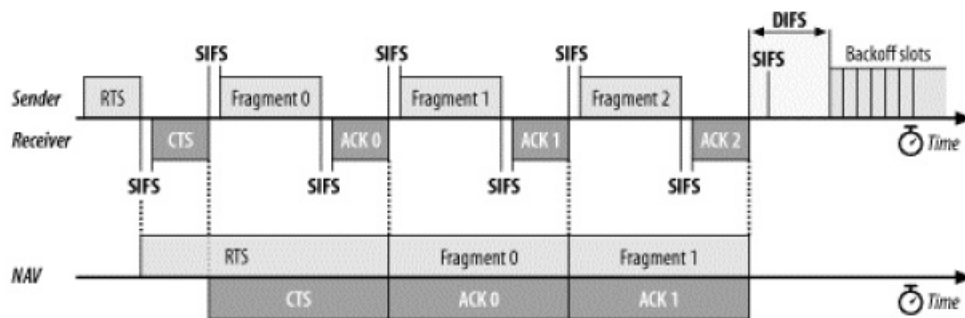 DIFS
SIFS SIFS SIFS SIFS Backoff slots
Sender RTS Fragment 0 Fragment 1 Fragment 2
Receiver CTS ACK 0 ACK 1 ACK 2 Time
SIFS SIFS SIFS SIFS
RTS Fragment 0 Fragment 1
NAV
CTS ACK 0 ACK 1 Time